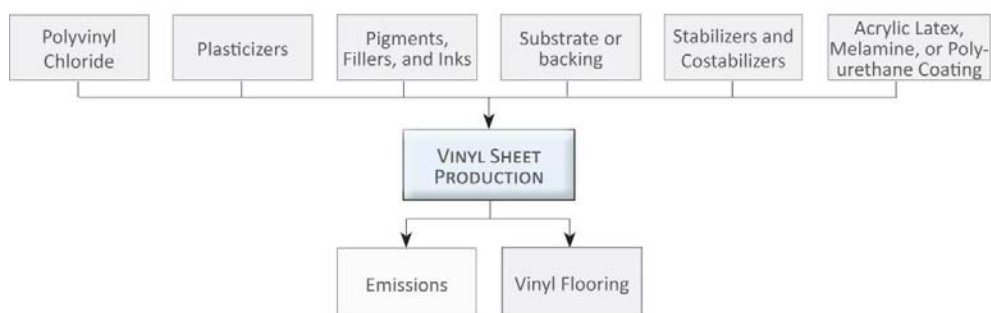 Polyvinyl
Chloride
Plasticizers
Pigments,
Fillers, and Inks
Substrate or
backing
Stabilizers and
Costabilizers
Acrylic Latex,
Melamine, or Poly-
urethane Coating
VINYL SHEET
PRODUCTION
Emissions
Vinyl Flooring